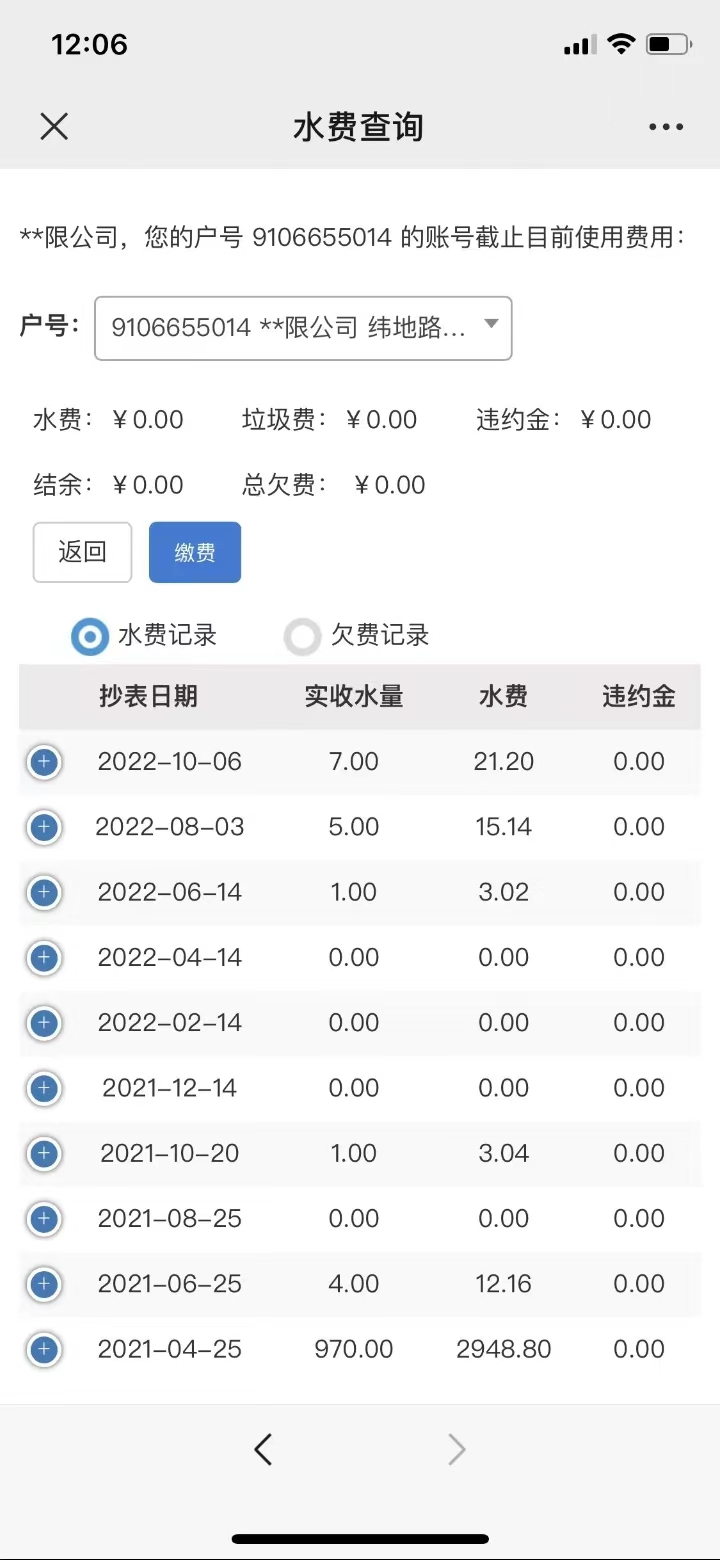 12:06
水费查询
**限公司，您的户号 9106655014 的账号截止目前使用费用：
户号： 9106655014 **限公司 纬地路...
水费： ￥0.00 垃圾费： ￥0.00 违约金： ￥0.00
结余： ￥0.00 总欠费： ￥0.00
返回 缴费
水费记录 欠费记录
抄表日期 实收水量 水费 违约金
2022-10-06 7.00 21.20 0.00
2022-08-03 5.00 15.14 0.00
2022-06-14 1.00 3.02 0.00
2022-04-14 0.00 0.00 0.00
2022-02-14 0.00 0.00 0.00
2021-12-14 0.00 0.00 0.00
2021-10-20 1.00 3.04 0.00
2021-08-25 0.00 0.00 0.00
2021-06-25 4.00 12.16 0.00
2021-04-25 970.00 2948.80 0.00